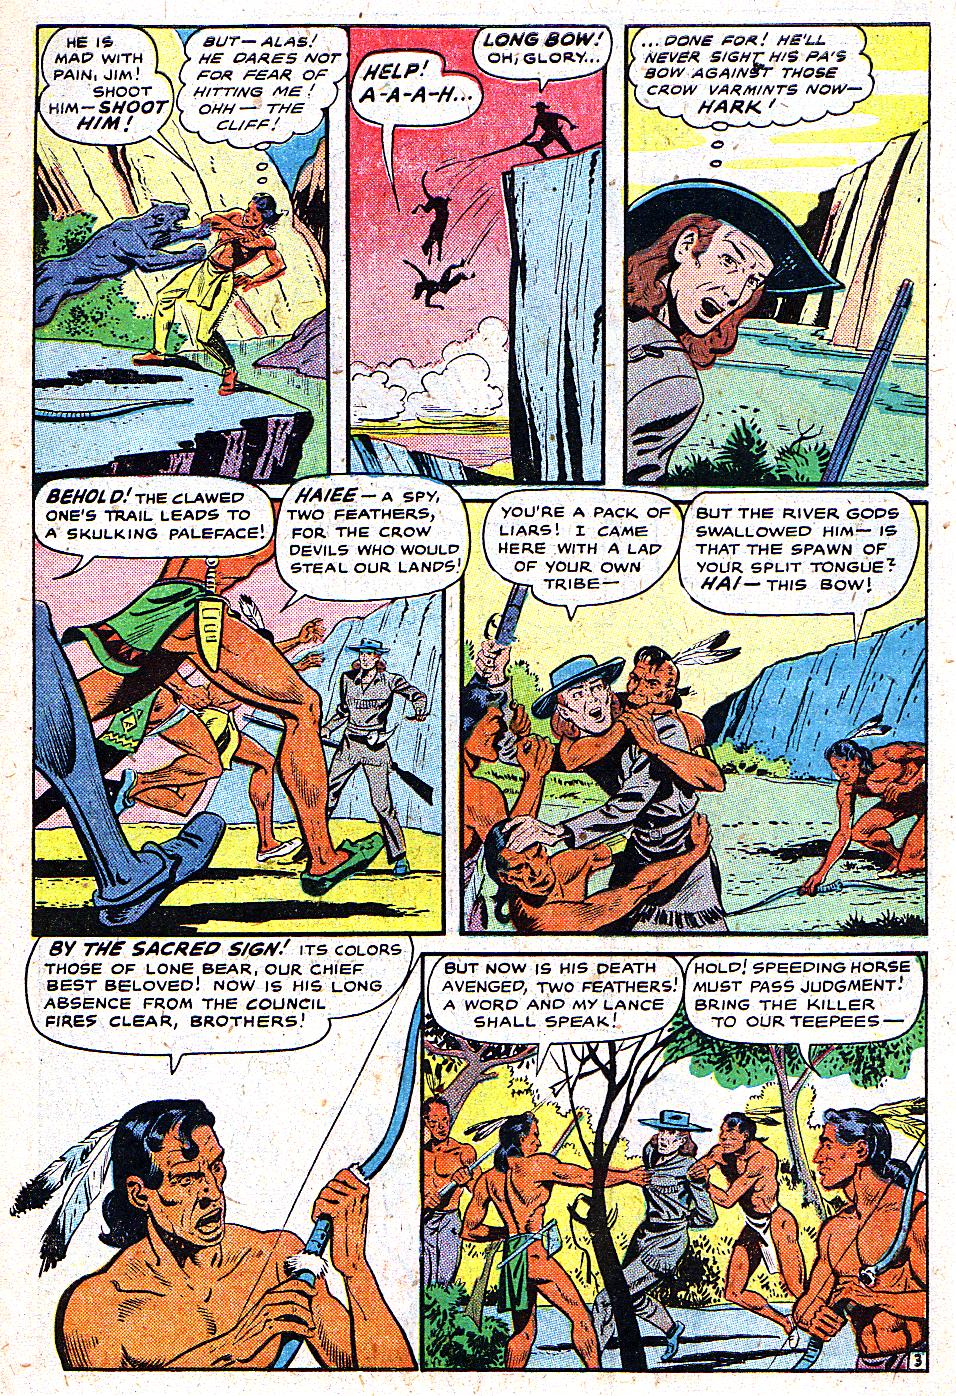 HE IS
MAD WITH
PAIN, JIM!
SHOOT
HIM—SHOOT
HIM!
BUT—ALAS!
HE DARES NOT
FOR FEAR OF
HITTING ME!
OHH—THE
CLIFF!
HELP!
A-A-A-H...
LONG BOW!
OH, GLORY...
...DONE FOR! HE'LL
NEVER SIGHT HIS PA'S
BOW AGAINST THOSE
CROW VARMINTS NOW—
HARK!
BEHOLD! THE CLAWED
ONE'S TRAIL LEADS TO
A SKULKING PALEFACE!
HAIEE—A SPY,
TWO FEATHERS,
FOR THE CROW
DEVILS WHO WOULD
STEAL OUR LANDS!
YOU'RE A PACK OF
LIARS! I CAME
HERE WITH A LAD
OF YOUR OWN
TRIBE—
BUT THE RIVER GODS
SWALLOWED HIM—IS
THAT THE SPAWN OF
YOUR SPLIT TONGUE?
HAI—THIS BOW!
BY THE SACRED SIGN! ITS COLORS
THOSE OF LONE BEAR, OUR CHIEF
BEST BELOVED! NOW IS HIS LONG
ABSENCE FROM THE COUNCIL
FIRES CLEAR, BROTHERS!
BUT NOW IS HIS DEATH
AVENGED, TWO FEATHERS!
A WORD AND MY LANCE
SHALL SPEAK!
HOLD! SPEEDING HORSE
MUST PASS JUDGMENT!
BRING THE KILLER
TO OUR TEEPEES—
3